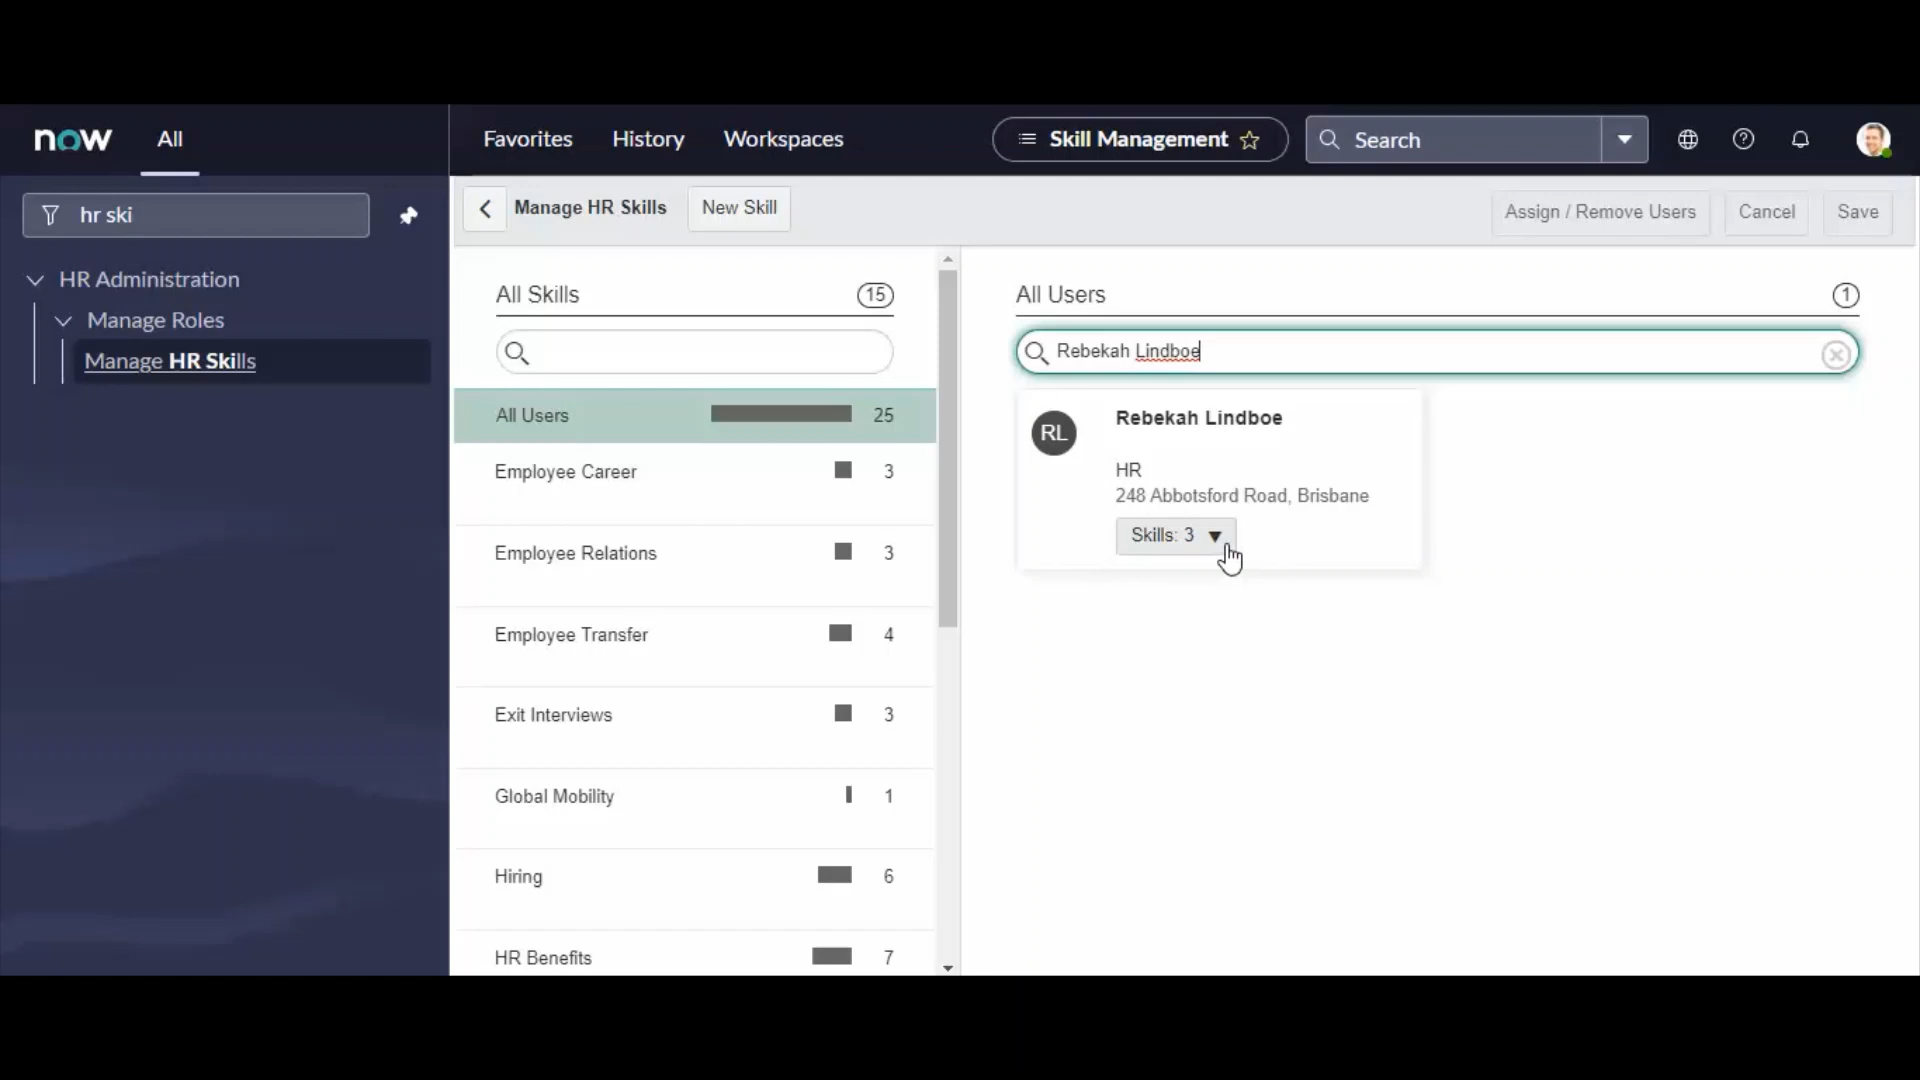 now All Favorites History Workspaces Skill Management Search
hr ski
HR Administration
Manage Roles
Manage HR Skills
Manage HR Skills New Skill Assign / Remove Users Cancel Save
All Skills 15
All Users 25
Employee Career 3
Employee Relations 3
Employee Transfer 4
Exit Interviews 3
Global Mobility 1
Hiring 6
HR Benefits 7
All Users 1
Rebekah Lindboe
RL Rebekah Lindboe
HR
248 Abbotsford Road, Brisbane
Skills: 3